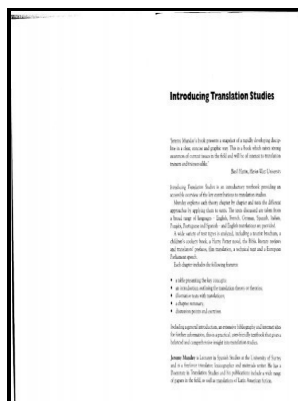 Introducing Translation Studies
'Jeremy Munday's book presents a snapshot of a rapidly developing discip-
line in a clear, concise and graphic way. This is a book which raises strong
awareness of current issues in the field and will be of interest to translation
trainers and trainees alike.'
Basil Hatim, Heriot-Watt University
Introducing Translation Studies is an introductory textbook providing an
accessible overview of the key contributions to translation studies.
Munday explores each theory chapter by chapter and tests the different
approaches by applying them to texts. The texts discussed are taken from
a broad range of languages – English, French, German, Spanish, Italian,
Punjabi, Portuguese and Spanish – and English translations are provided.
A wide variety of text types is analyzed, including a tourist brochure, a
children's cookery book, a Harry Potter novel, the Bible, literary reviews
and translators' prefaces, film translation, a technical text and a European
Parliament speech.
Each chapter includes the following features:
• a table presenting the key concepts
• an introduction outlining the translation theory or theories
• illustrative texts with translations
• a chapter summary
• discussion points and exercises
Including a general introduction, an extensive bibliography and internet sites
for further information, this is a practical, user-friendly textbook that gives a
balanced and comprehensive insight into translation studies.
Jeremy Munday is Lecturer in Spanish Studies at the University of Surrey
and is a freelance translator, lexicographer and materials writer. He has a
Doctorate in Translation Studies and his publications include a wide range
of papers in the field, as well as translations of Latin American fiction.